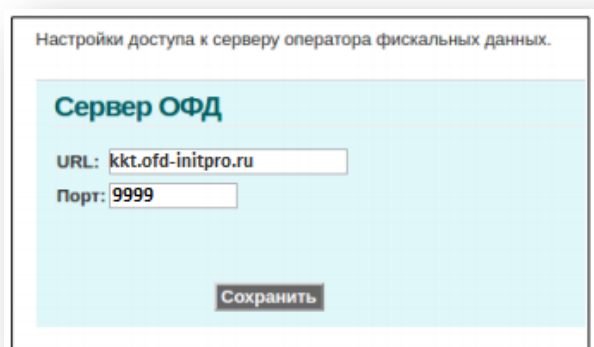 Настройки доступа к серверу оператора фискальных данных.
Сервер ОФД
URL: kkt.ofd-initpro.ru
Порт: 9999
Сохранить